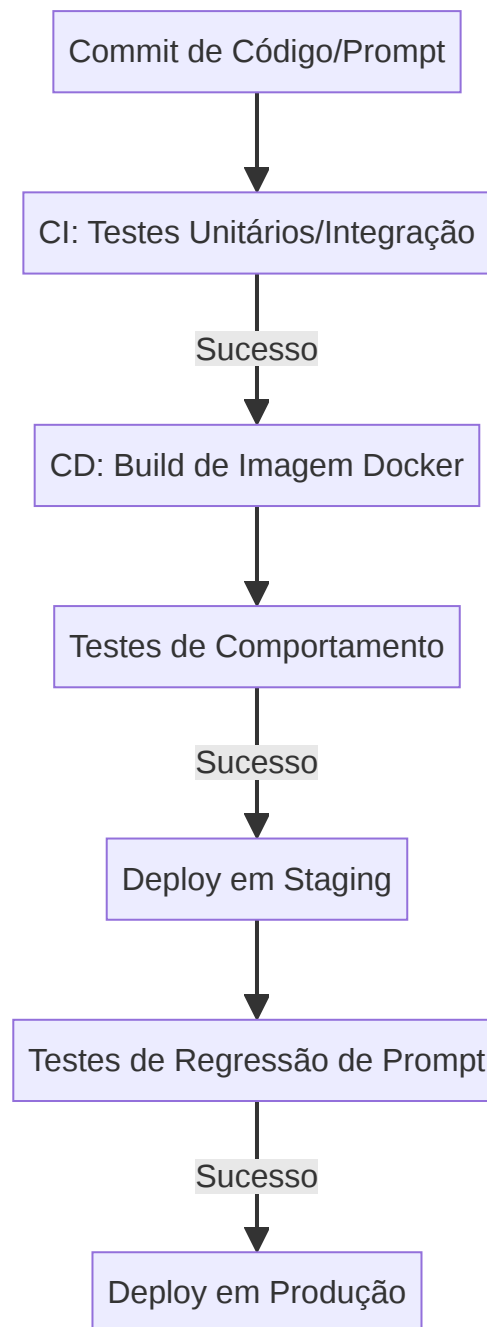 Commit de Código/Prompt
CI: Testes Unitários/Integração
Sucesso
CD: Build de Imagem Docker
Testes de Comportamento
Sucesso
Deploy em Staging
Testes de Regressão de Prompt
Sucesso
Deploy em Produção